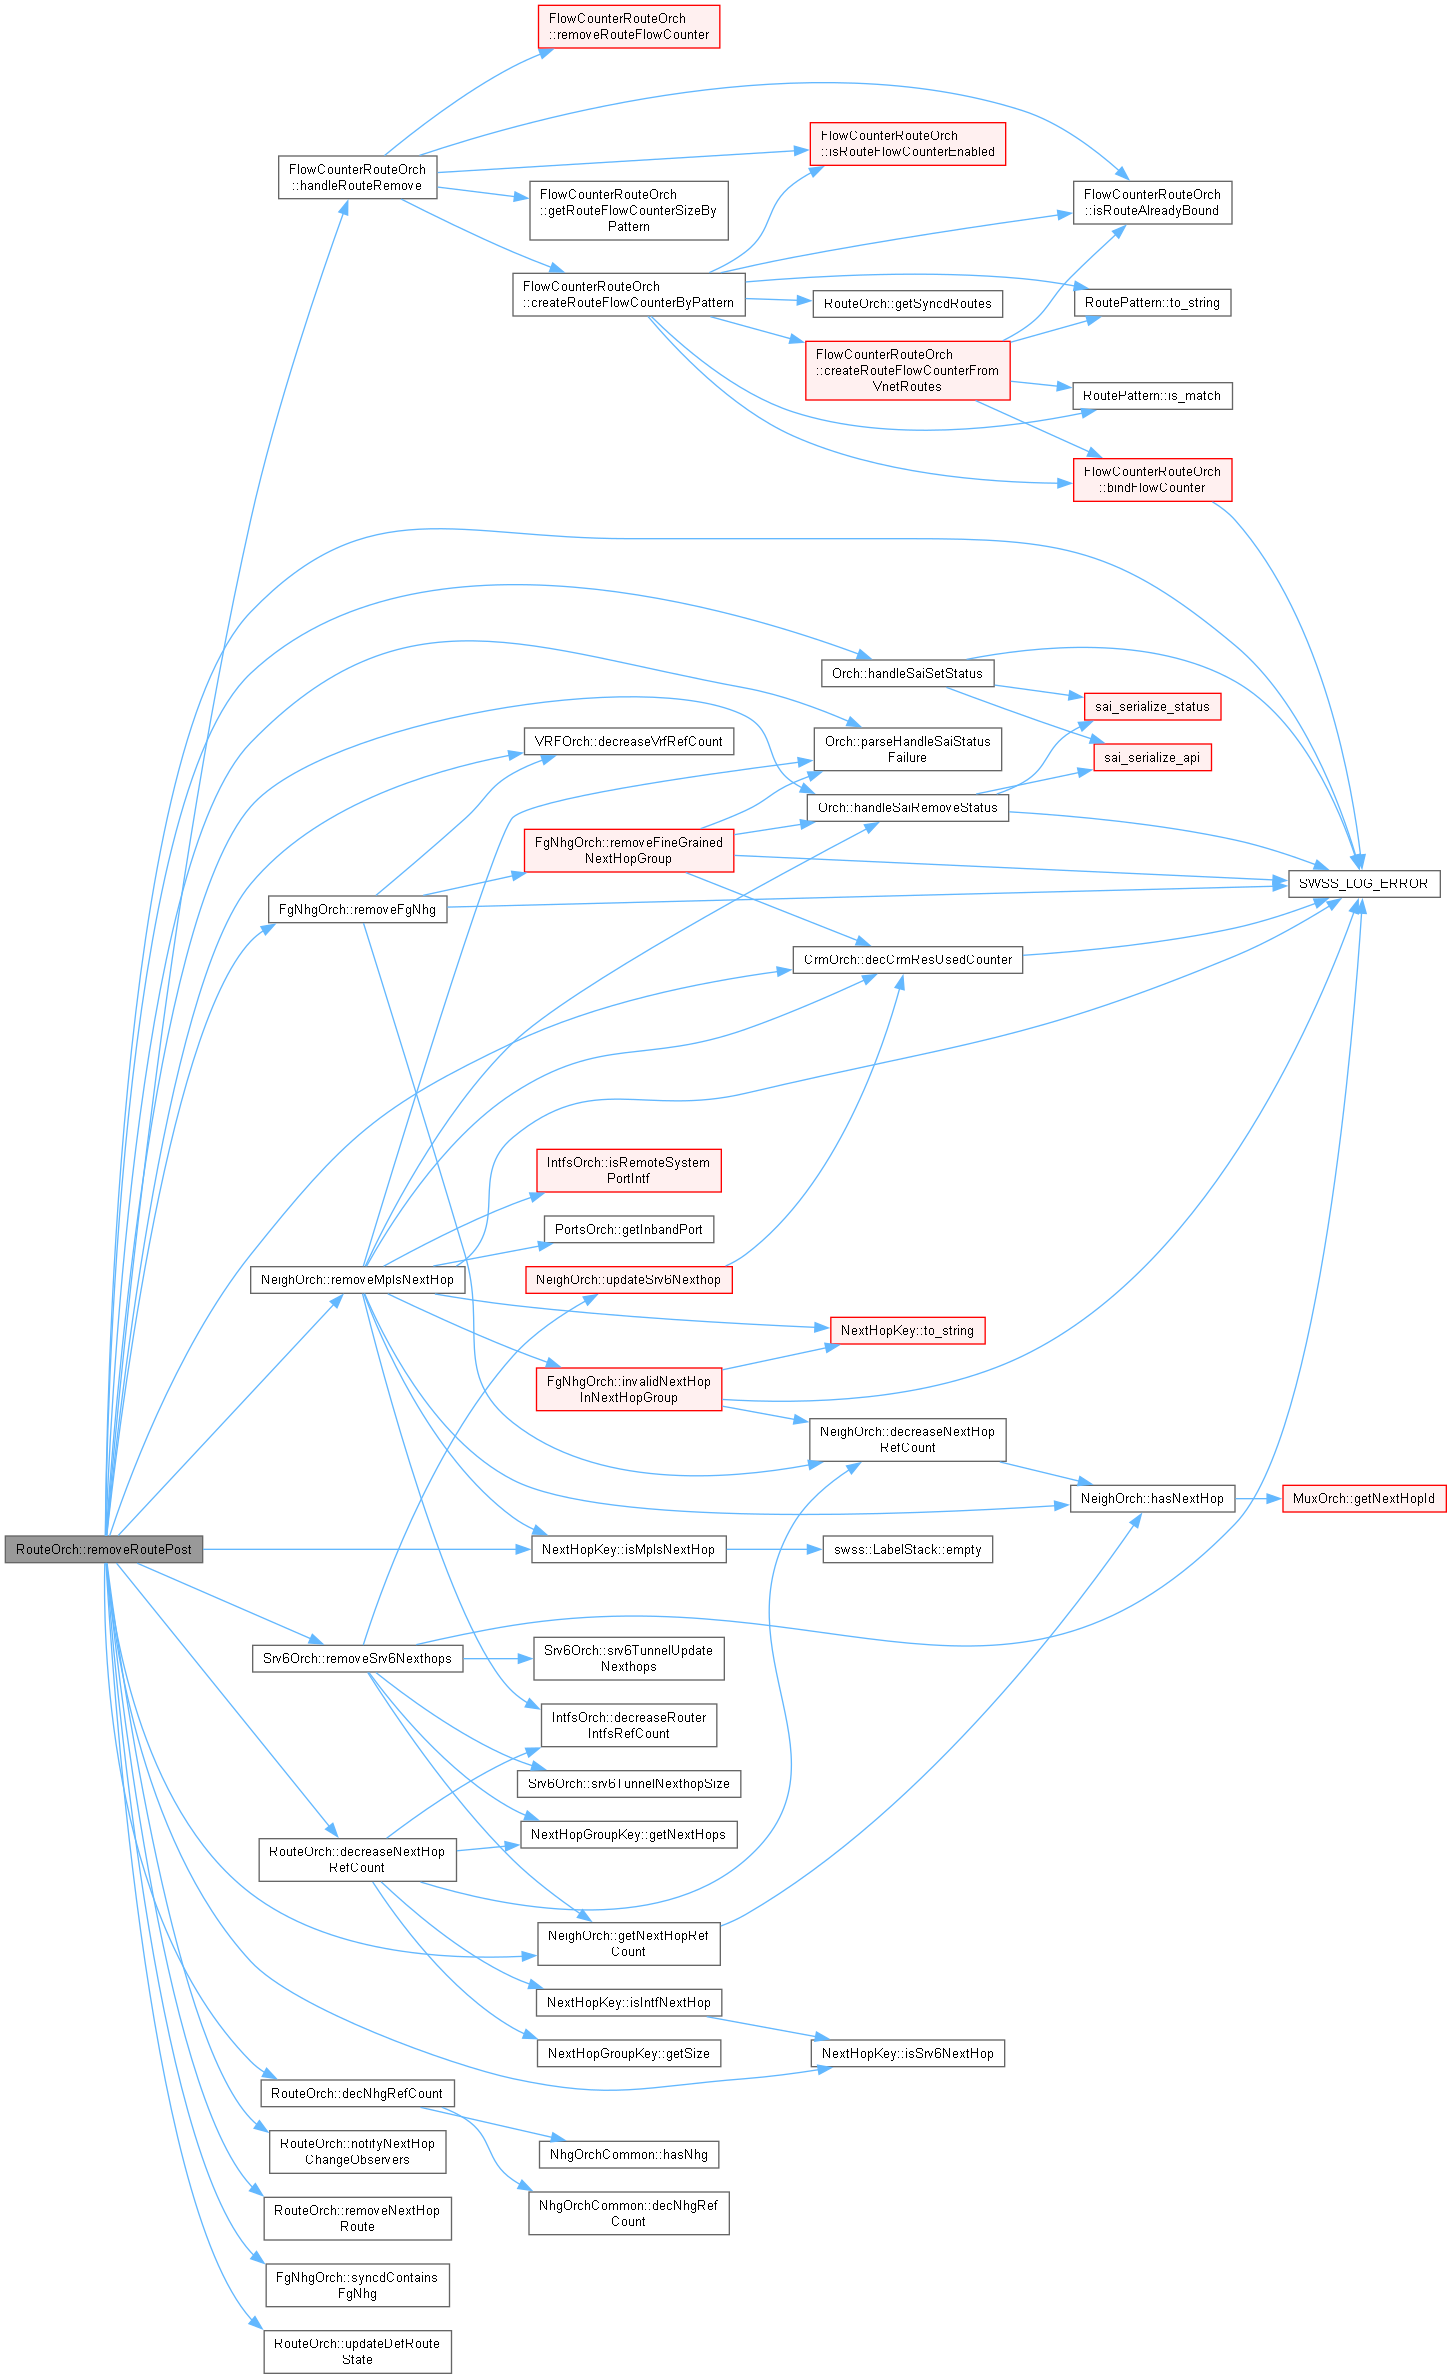 FlowCounterRouteOrch
::removeRouteFlowCounter
FlowCounterRouteOrch
::isRouteFlowCounterEnabled
FlowCounterRouteOrch
::handleRouteRemove
FlowCounterRouteOrch
::getRouteFlowCounterSizeBy
Pattern
FlowCounterRouteOrch
::isRouteAlreadyBound
FlowCounterRouteOrch
::createRouteFlowCounterByPattern
RouteOrch::getSyncdRoutes
RoutePattern::to_string
FlowCounterRouteOrch
::createRouteFlowCounterFrom
VnetRoutes
RoutePattern::is_match
FlowCounterRouteOrch
::bindFlowCounter
Orch::handleSaiSetStatus
sai_serialize_status
VRFOrch::decreaseVrfRefCount
Orch::parseHandleSaiStatus
Failure
sai_serialize_api
Orch::handleSaiRemoveStatus
FgNhgOrch::removeFineGrained
NextHopGroup
SWSS_LOG_ERROR
FgNhgOrch::removeFgNhg
CrmOrch::decCrmResUsedCounter
IntfsOrch::isRemoteSystem
PortIntf
PortsOrch::getInbandPort
NeighOrch::removeMplsNextHop
NeighOrch::updateSrv6Nexthop
NextHopKey::to_string
FgNhgOrch::invalidNextHop
InNextHopGroup
NeighOrch::decreaseNextHop
RefCount
NeighOrch::hasNextHop
MuxOrch::getNextHopId
RouteOrch::removeRoutePost
NextHopKey::isMplsNextHop
swss::LabelStack::empty
Srv6Orch::removeSrv6Nexthops
Srv6Orch::srv6TunnelUpdate
Nexthops
IntfsOrch::decreaseRouter
IntfsRefCount
Srv6Orch::srv6TunnelNexthopSize
NextHopGroupKey::getNextHops
RouteOrch::decreaseNextHop
RefCount
NeighOrch::getNextHopRef
Count
NextHopKey::isIntfNextHop
NextHopGroupKey::getSize
NextHopKey::isSrv6NextHop
RouteOrch::decNhgRefCount
RouteOrch::notifyNextHop
ChangeObservers
NhgOrchCommon::hasNhg
RouteOrch::removeNextHop
Route
NhgOrchCommon::decNhgRef
Count
FgNhgOrch::syncdContains
FgNhg
RouteOrch::updateDefRoute
State